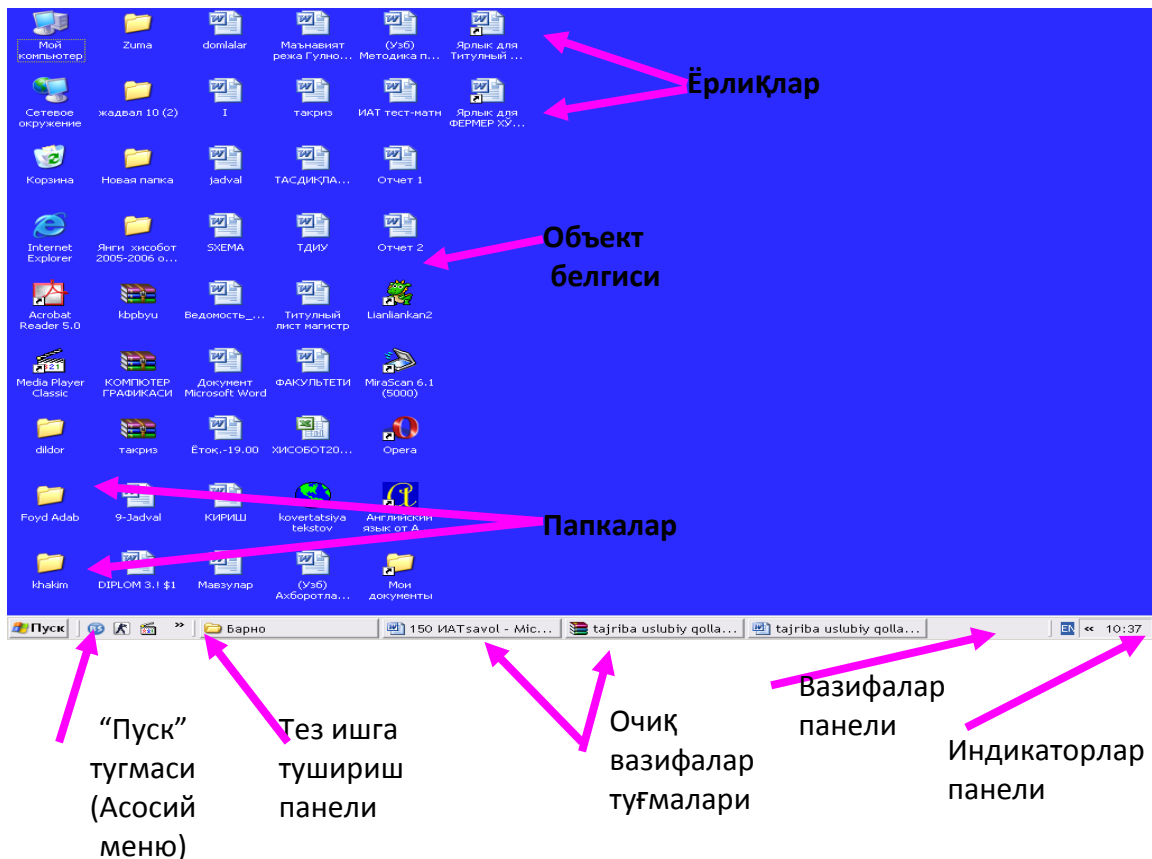 Мой
компьютер
Zuma
domlalar
Маънавият
режа Гулно...
(Узб)
Методика п...
Ярлык для
Титулный ...
Ёрлиқлар
Сетевое
окружение
жадвал 10 (2)
I
такриз
ИАТ тест-матн
Ярлык для
ФЕРМЕР ХЎ...
Корзина
Новая папка
jadval
ТАСДИҚЛА...
Отчет 1
Internet
Explorer
Янги хисобот
2005-2006 о...
SXEMA
ТДИУ
Отчет 2
Объект
белгиси
Acrobat
Reader 5.0
kbpbyu
Ведомость_...
Титулный
лист магистр
Lianliankan2
Media Player
Classic
КОМПЮТЕР
ГРАФИКАСИ
Документ
Microsoft Word
ФАКУЛЬТЕТИ
MiraScan 6.1
(5000)
dildor
такриз
Ётоқ.-19.00
ХИСОБОТ20...
Opera
Foyd Adab
9-Jadval
КИРИШ
kovertatsiya
tekstov
Английский
язык от А...
Папкалар
khakim
DIPLOM 3.! $1
Мавзулар
(Узб)
Ахборотла...
Мои
документы
Пуск
»
Барно
150 ИАТsavol - Mic...
tajriba uslubiy qolla...
tajriba uslubiy qolla...
EN
«
10:37
“Пуск”
тугмаси
(Асосий
меню)
Тез ишга
тушириш
панели
Очиқ
вазифалар
туғмалари
Вазифалар
панели
Индикаторлар
панели